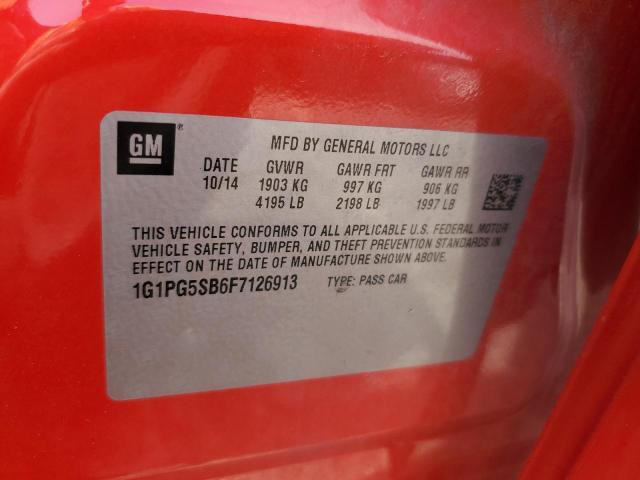 GM ®
MFD BY GENERAL MOTORS LLC
DATE GVWR GAWR FRT GAWR RR
10/14 1903 KG 997 KG 906 KG
4195 LB 2198 LB 1997 LB
THIS VEHICLE CONFORMS TO ALL APPLICABLE U.S. FEDERAL MOTOR
VEHICLE SAFETY, BUMPER, AND THEFT PREVENTION STANDARDS IN
EFFECT ON THE DATE OF MANUFACTURE SHOWN ABOVE.
1G1PG5SB6F7126913 TYPE: PASS CAR